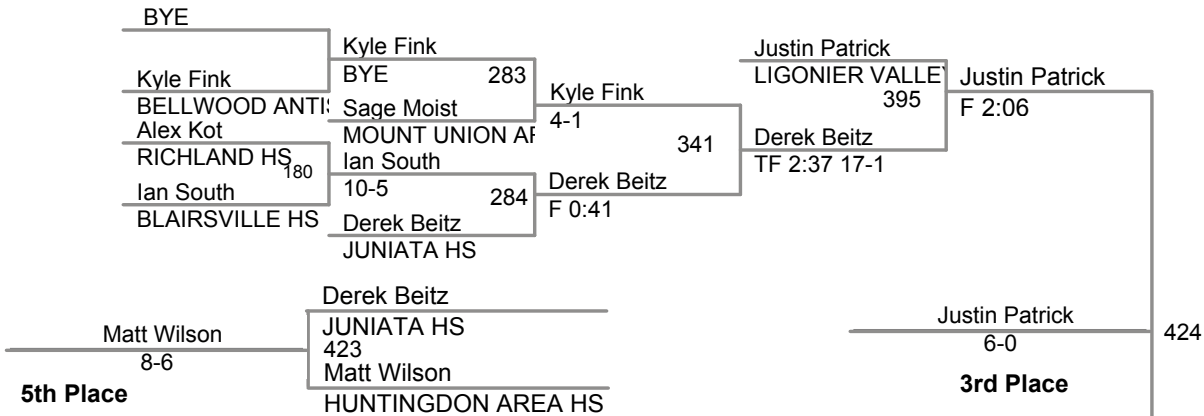 BYE
Kyle Fink
BELLWOOD ANTIS
Alex Kot
RICHLAND HS
180
Ian South
BLAIRSVILLE HS
Kyle Fink
BYE
283
Sage Moist
MOUNT UNION AR
Ian South
10-5
284
Derek Beitz
JUNIATA HS
Kyle Fink
4-1
341
Derek Beitz
F 0:41
Justin Patrick
LIGONIER VALLEY
395
Derek Beitz
TF 2:37 17-1
Justin Patrick
F 2:06
Derek Beitz
JUNIATA HS
423
Matt Wilson
HUNTINGDON AREA HS
Matt Wilson
8-6
5th Place
Justin Patrick
6-0
424
3rd Place